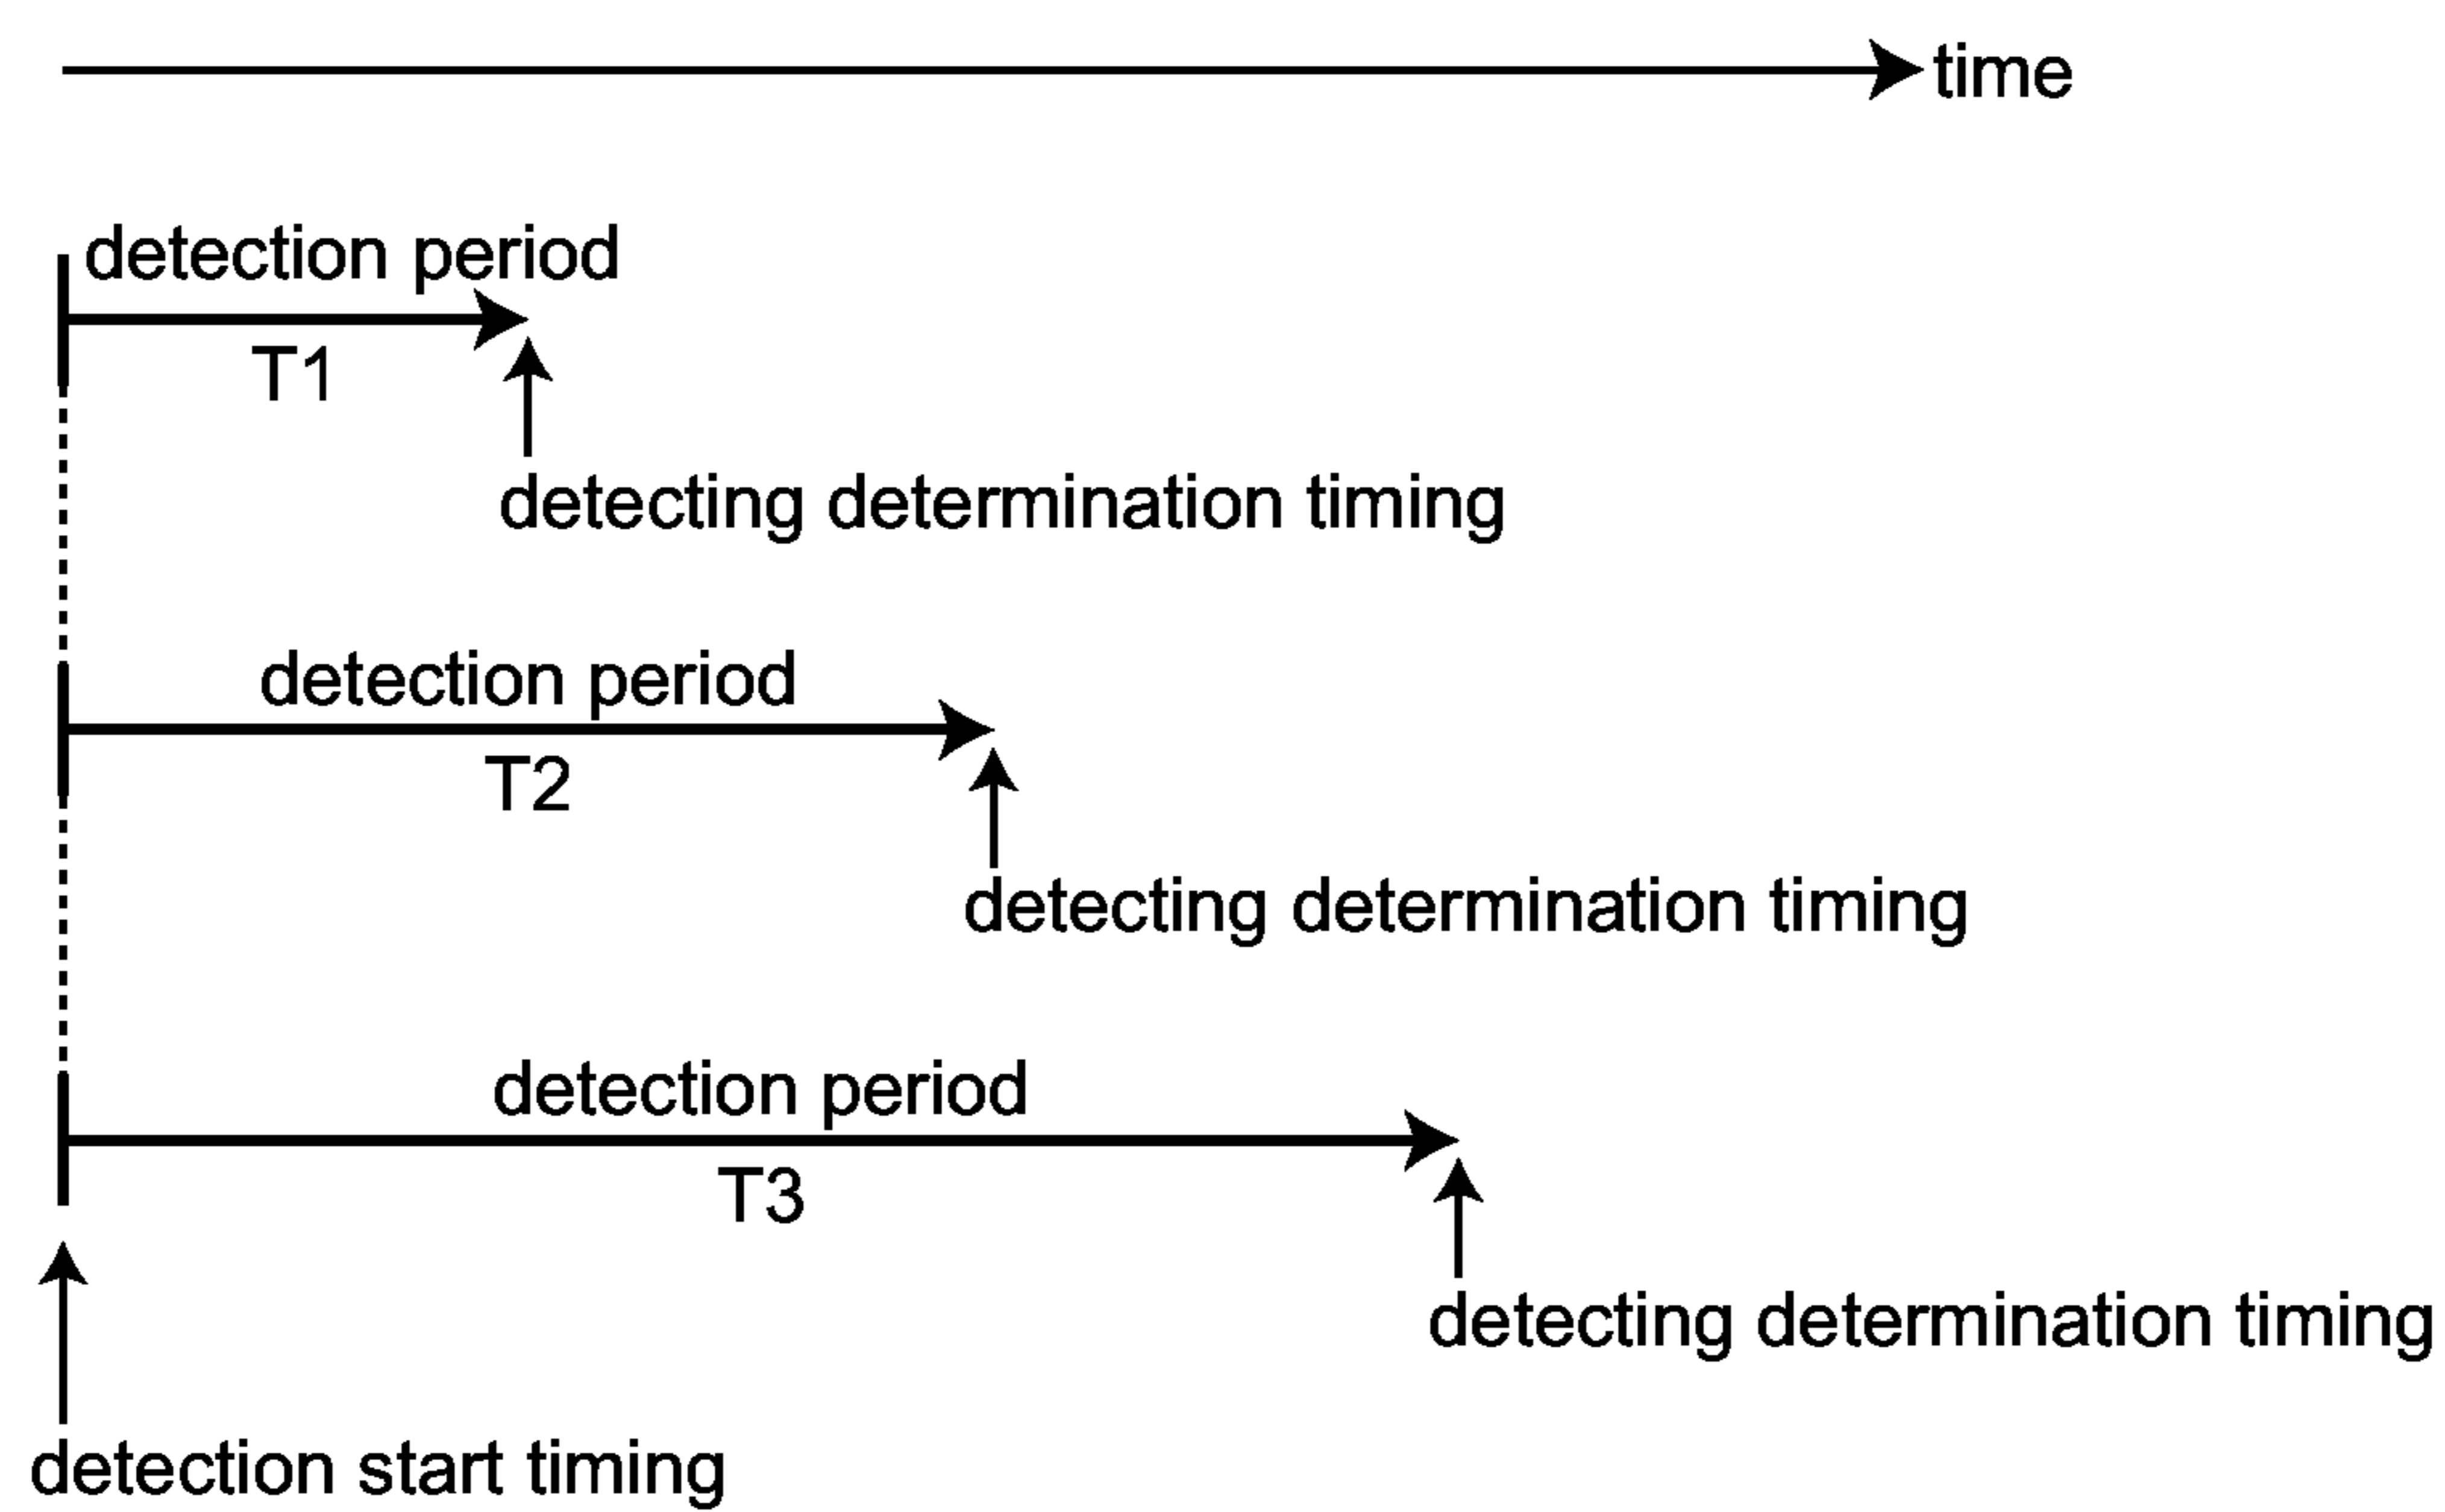 time
detection period
T1
detecting determination timing
detection period
T2
detecting determination timing
detection period
T3
detecting determination timing
detection start timing